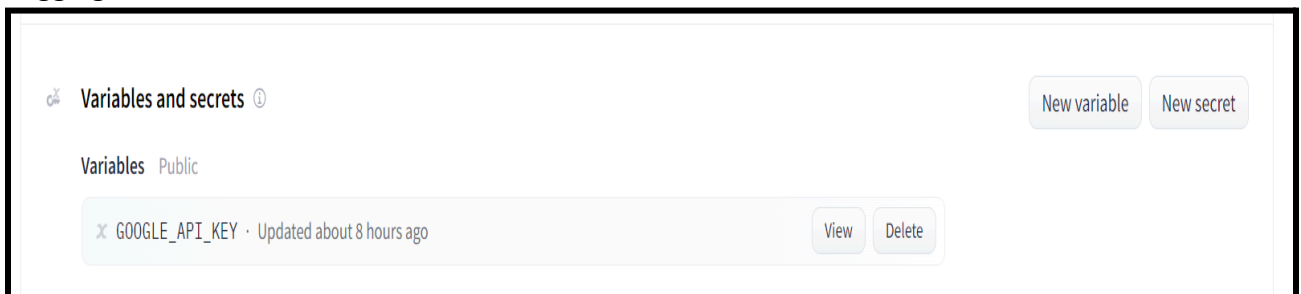 Variables and secrets
New variable New secret
Variables Public
GOOGLE_API_KEY · Updated about 8 hours ago View Delete